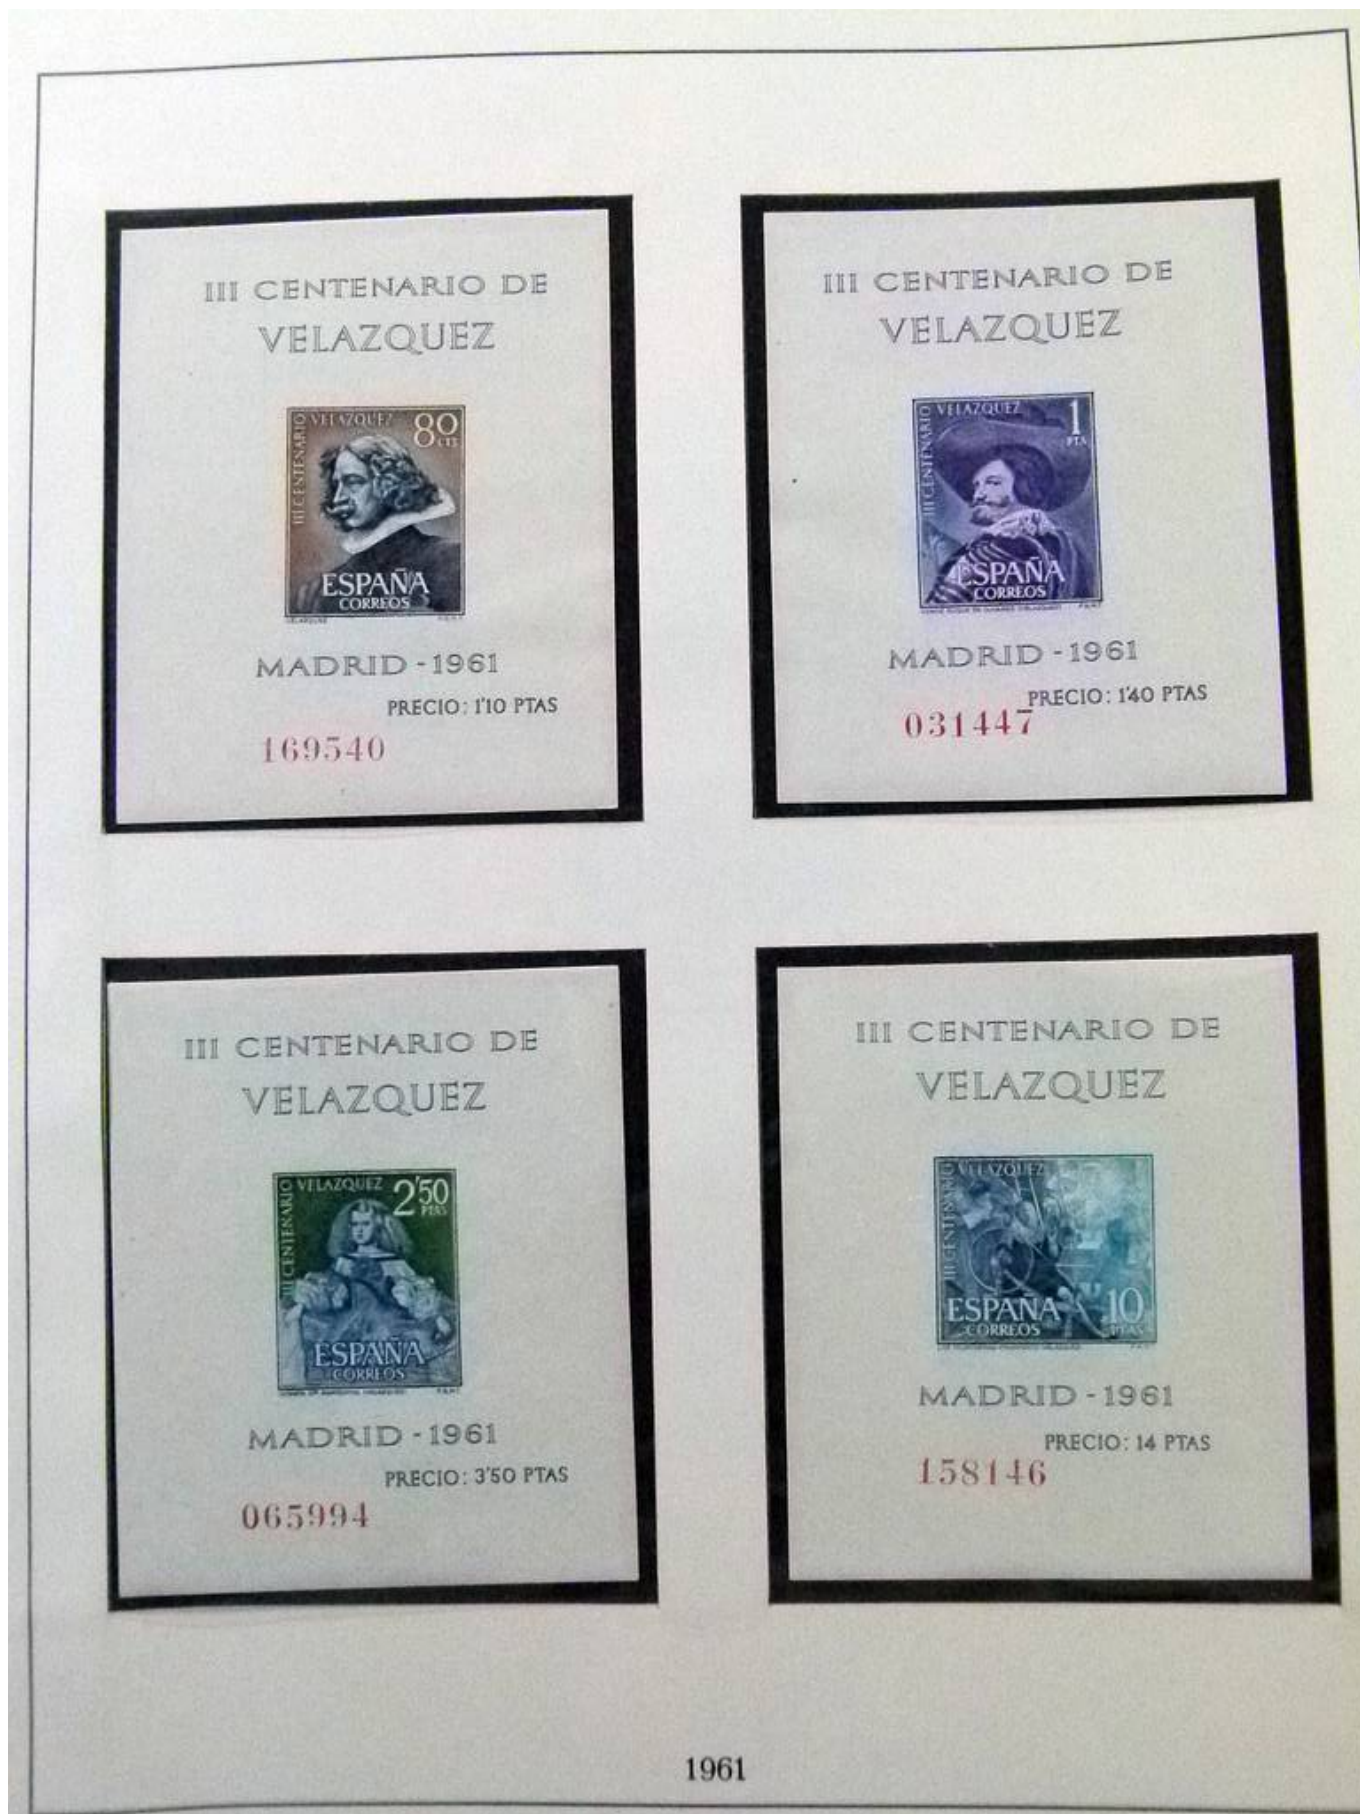 III CENTENARIO DE
VELAZQUEZ
III CENTENARIO VELAZQUEZ
80
CTS
ESPAÑA
CORREOS
VELAZQUEZ F.N.M.T.
MADRID - 1961
PRECIO: 1'10 PTAS
169540
III CENTENARIO DE
VELAZQUEZ
III CENTENARIO VELAZQUEZ
1
PTA
ESPAÑA
CORREOS
F.N.M.T.
MADRID - 1961
PRECIO: 1'40 PTAS
031447
III CENTENARIO DE
VELAZQUEZ
III CENTENARIO VELAZQUEZ
2'50
PTAS
ESPAÑA
CORREOS
F.N.M.T.
MADRID - 1961
PRECIO: 3'50 PTAS
065994
III CENTENARIO DE
VELAZQUEZ
III CENTENARIO VELAZQUEZ
ESPAÑA 10
CORREOS PTAS
MADRID - 1961
PRECIO: 14 PTAS
158146
1961